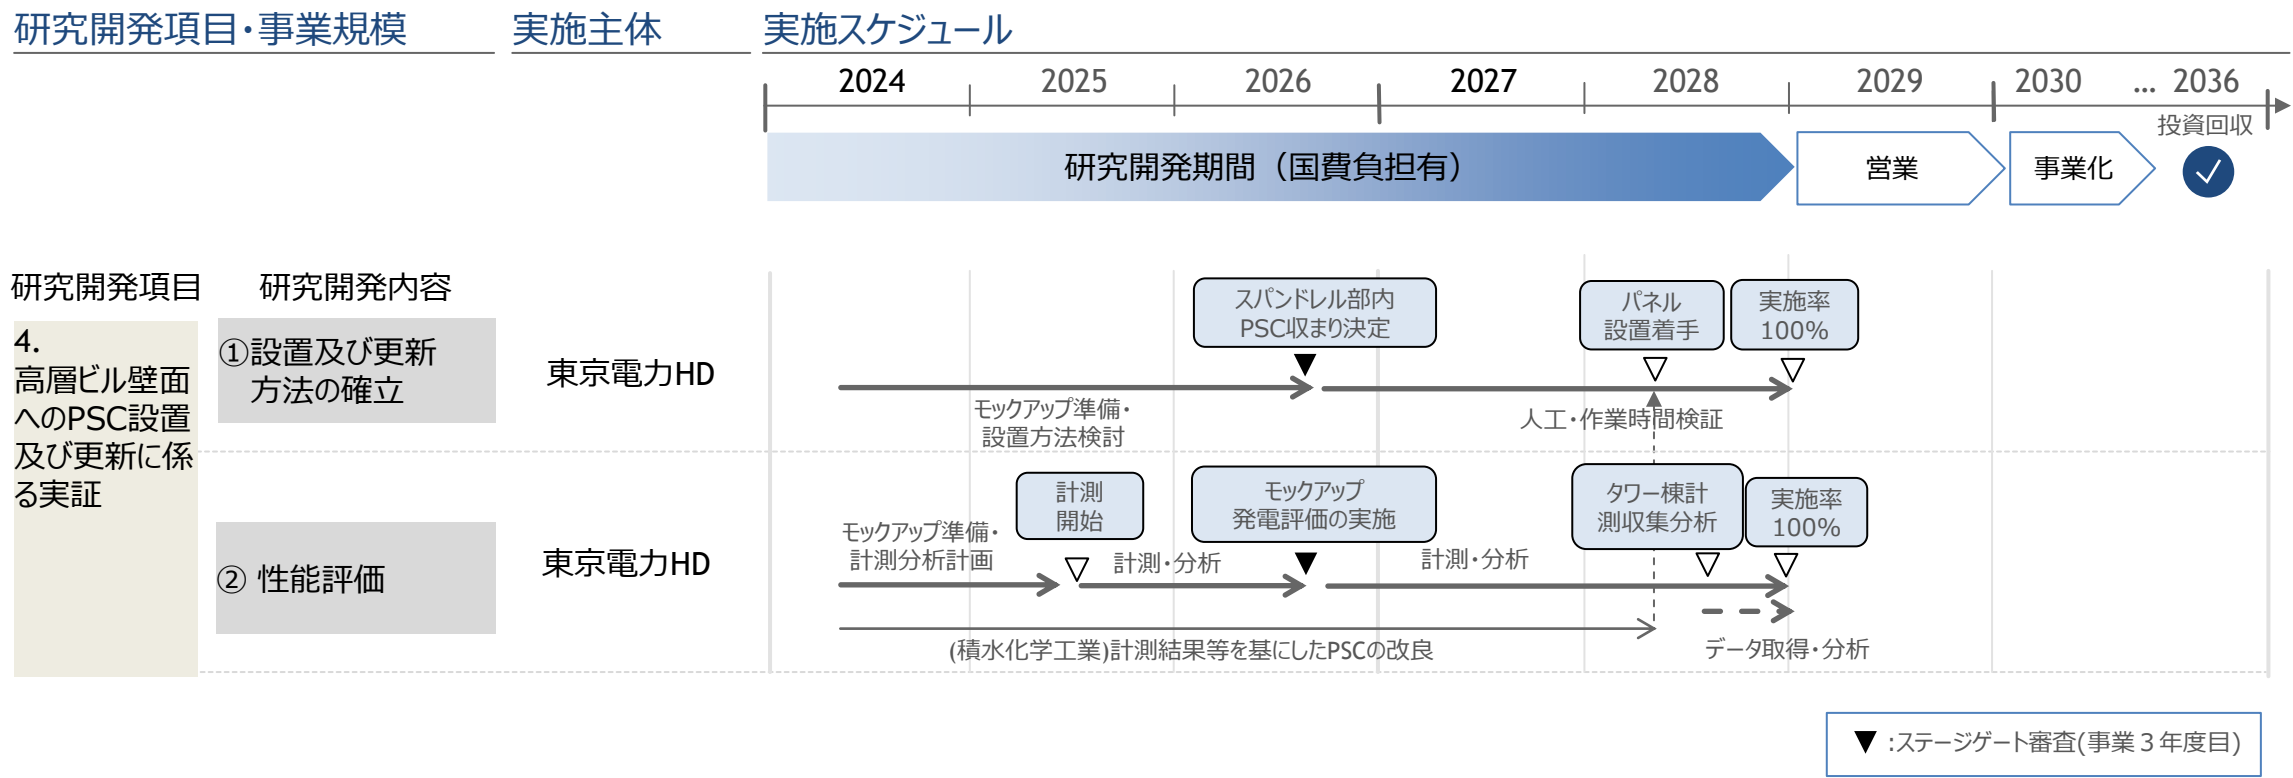 研究開発項目・事業規模
実施主体
実施スケジュール
2024
2025
2026
2027
2028
2029
2030
…
2036
投資回収
研究開発期間（国費負担有）
営業
事業化
研究開発項目
研究開発内容
4.
高層ビル壁面
へのPSC設置
及び更新に係
る実証
①設置及び更新
方法の確立
東京電力HD
スパンドレル部内
PSC収まり決定
パネル
設置着手
実施率
100%
モックアップ準備・
設置方法検討
人工・作業時間検証
② 性能評価
東京電力HD
モックアップ準備・
計測分析計画
計測
開始
計測・分析
モックアップ
発電評価の実施
計測・分析
タワー棟計
測収集分析
実施率
100%
(積水化学工業)計測結果等を基にしたPSCの改良
データ取得・分析
▼ :ステージゲート審査(事業３年度目)